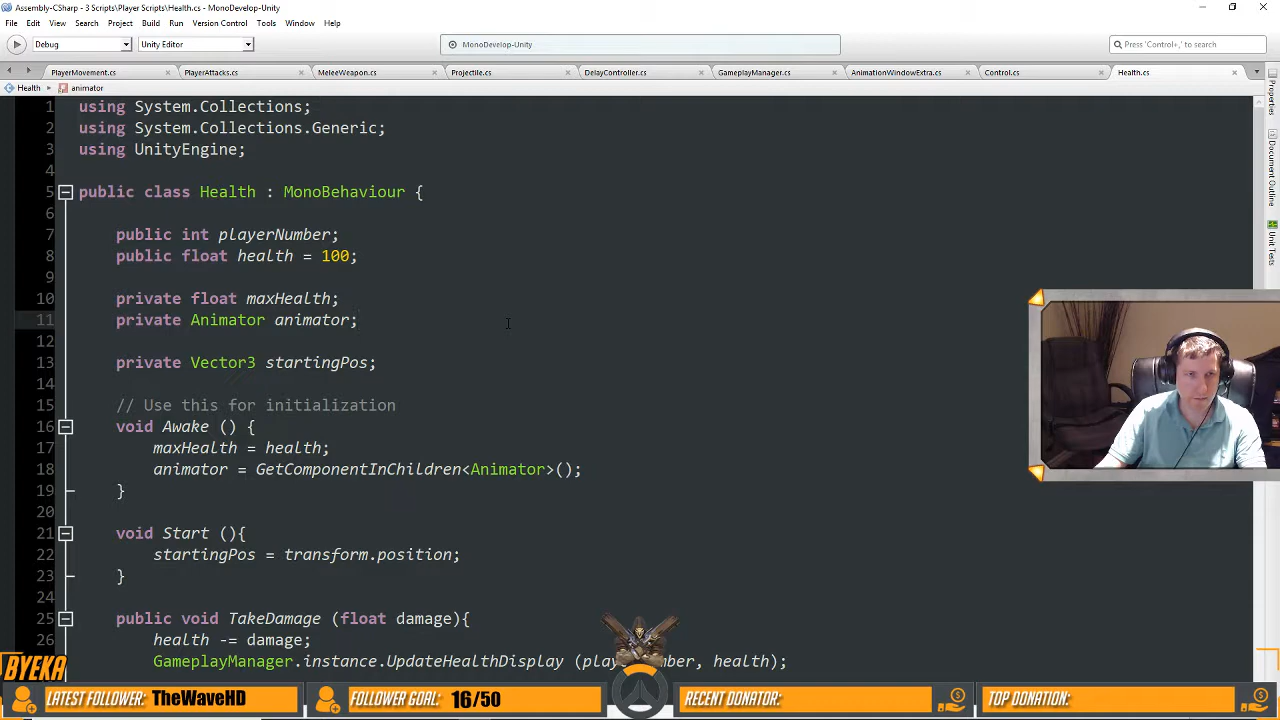 Assembly-CSharp - 3 Scripts\Player Scripts\Health.cs - MonoDevelop-Unity
File Edit View Search Project Build Run Version Control Tools Window Help
Debug Unity Editor MonoDevelop-Unity Press 'Control+,' to search
PlayerMovement.cs PlayerAttacks.cs MeleeWeapon.cs Projectile.cs DelayController.cs GameplayManager.cs AnimationWindowExtra.cs Control.cs Health.cs
Health animator
1 using System.Collections;
2 using System.Collections.Generic;
3 using UnityEngine;
4
5 public class Health : MonoBehaviour {
6
7 public int playerNumber;
8 public float health = 100;
9
10 private float maxHealth;
11 private Animator animator;
12
13 private Vector3 startingPos;
14
15 // Use this for initialization
16 void Awake () {
17 maxHealth = health;
18 animator = GetComponentInChildren<Animator>();
19 }
20
21 void Start (){
22 startingPos = transform.position;
23 }
24
25 public void TakeDamage (float damage){
26 health -= damage;
GameplayManager.instance.UpdateHealthDisplay (play mber, health);
Properties
Document Outline
Unit Tests
BYEKA
LATEST FOLLOWER: TheWaveHD
FOLLOWER GOAL: 16/50
RECENT DONATOR:
TOP DONATION: